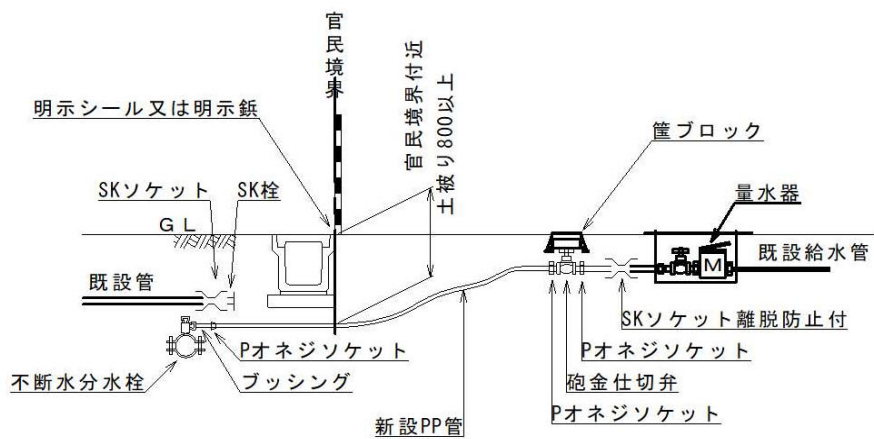 官民境界
官民境界付近
土被り800以上
明示シール又は明示鋲
筐ブロック
SKソケット
SK栓
量水器
GL
既設管
既設給水管
M
SKソケット離脱防止付
Pオネジソケット
Pオネジソケット
不断水分水栓
ブッシング
砲金仕切弁
Pオネジソケット
新設PP管